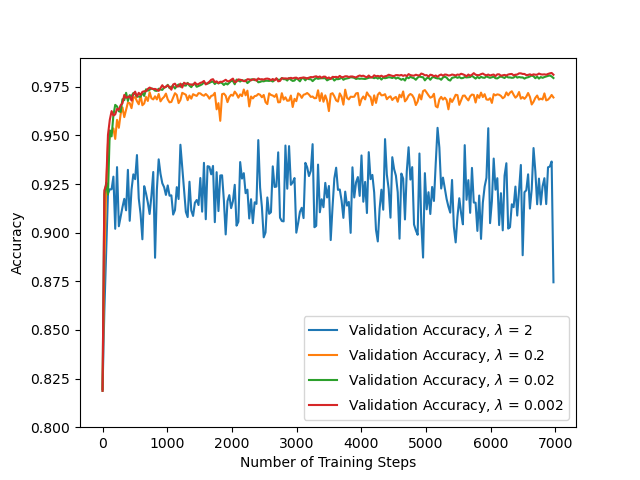 0.975
0.950
0.925
0.900
0.875
0.850
0.825
0.800
Accuracy
0 1000 2000 3000 4000 5000 6000 7000
Number of Training Steps
Validation Accuracy, λ = 2
Validation Accuracy, λ = 0.2
Validation Accuracy, λ = 0.02
Validation Accuracy, λ = 0.002